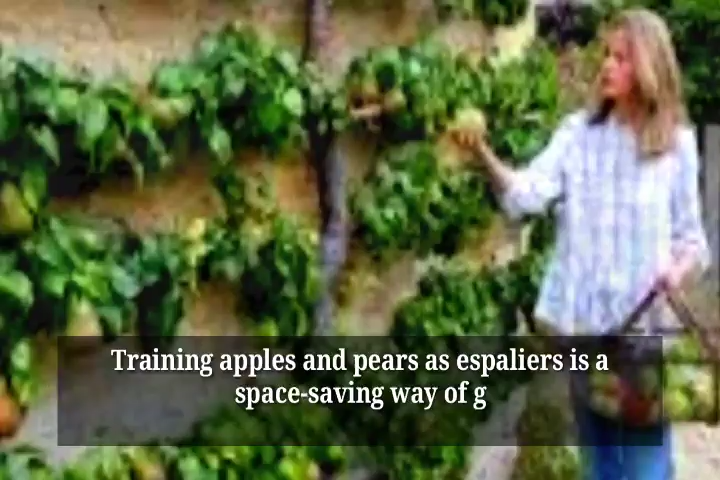 Training apples and pears as espaliers is a
space-saving way of g